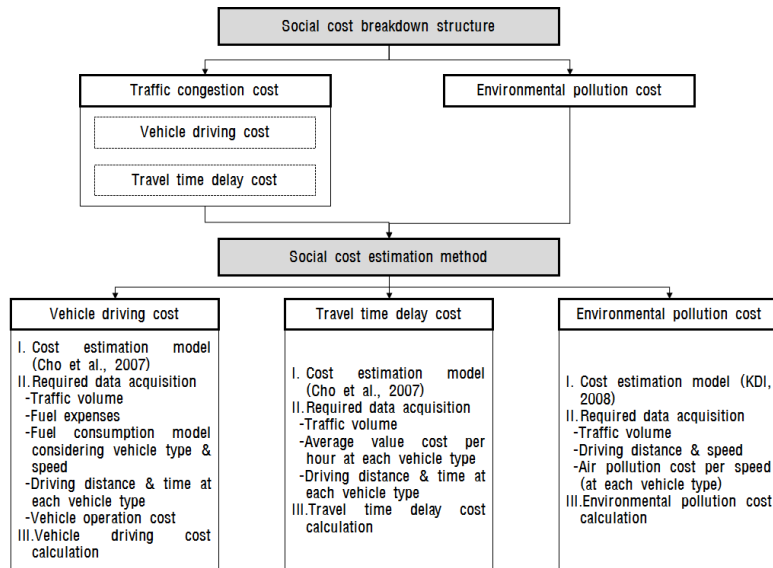 Social cost breakdown structure
Traffic congestion cost
Environmental pollution cost
Vehicle driving cost
Travel time delay cost
Social cost estimation method
Vehicle driving cost
I. Cost estimation model
(Cho et al., 2007)
II.Required data acquisition
-Traffic volume
-Fuel expenses
-Fuel consumption model
considering vehicle type &
speed
-Driving distance & time at
each vehicle type
-Vehicle operation cost
III.Vehicle driving cost
calculation
Travel time delay cost
I. Cost estimation model
(Cho et al., 2007)
II.Required data acquisition
-Traffic volume
-Average value cost per
hour at each vehicle type
-Driving distance & time at
each vehicle type
III.Travel time delay cost
calculation
Environmental pollution cost
I. Cost estimation model (KDI,
2008)
II.Required data acquisition
-Traffic volume
-Driving distance & speed
-Air pollution cost per speed
(at each vehicle type)
III.Environmental pollution cost
calculation